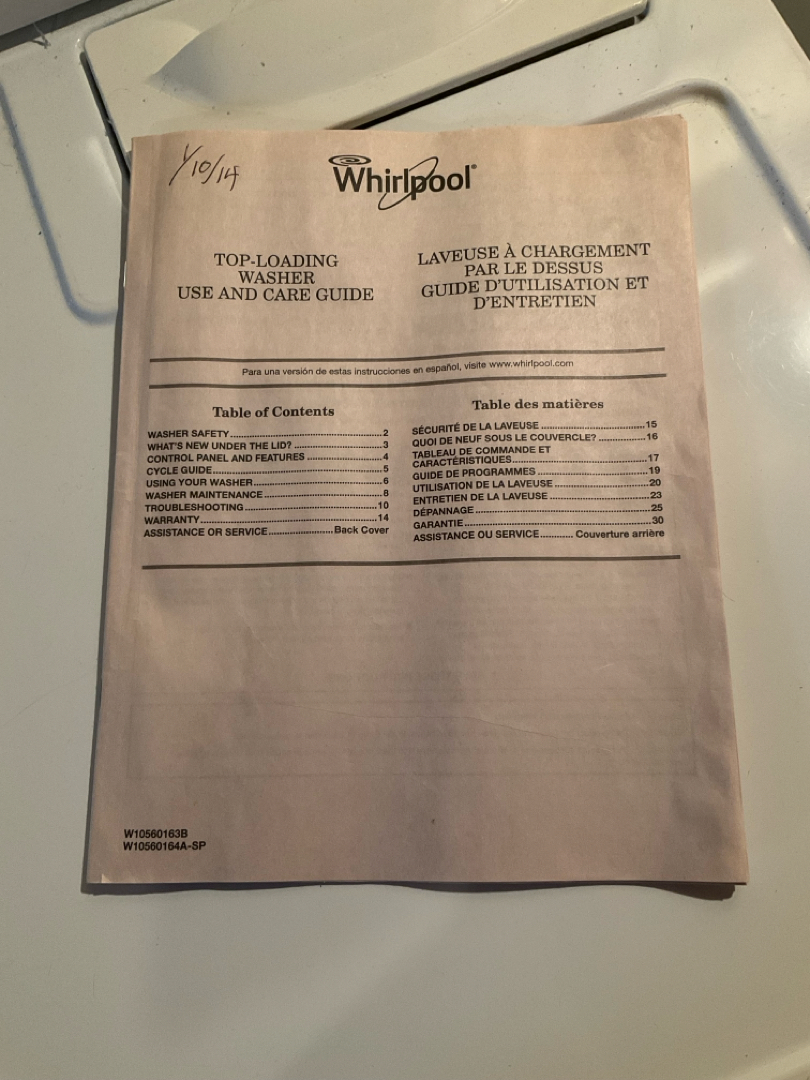 Y10/14
Whirlpool®
TOP-LOADING
WASHER
USE AND CARE GUIDE
LAVEUSE À CHARGEMENT
PAR LE DESSUS
GUIDE D'UTILISATION ET
D'ENTRETIEN
Para una versión de estas instrucciones en español, visite www.whirlpool.com
Table of Contents
WASHER SAFETY..........2
WHAT'S NEW UNDER THE LID? ..........3
CONTROL PANEL AND FEATURES ..........4
CYCLE GUIDE..........5
USING YOUR WASHER..........6
WASHER MAINTENANCE..........8
TROUBLESHOOTING..........10
WARRANTY..........14
ASSISTANCE OR SERVICE..........Back Cover
Table des matières
SÉCURITÉ DE LA LAVEUSE ..........15
QUOI DE NEUF SOUS LE COUVERCLE? ..........16
TABLEAU DE COMMANDE ET
CARACTÉRISTIQUES..........17
GUIDE DE PROGRAMMES ..........19
UTILISATION DE LA LAVEUSE ..........20
ENTRETIEN DE LA LAVEUSE ..........23
DÉPANNAGE ..........25
GARANTIE..........30
ASSISTANCE OU SERVICE.......... Couverture arrière
W10560163B
W10560164A-SP